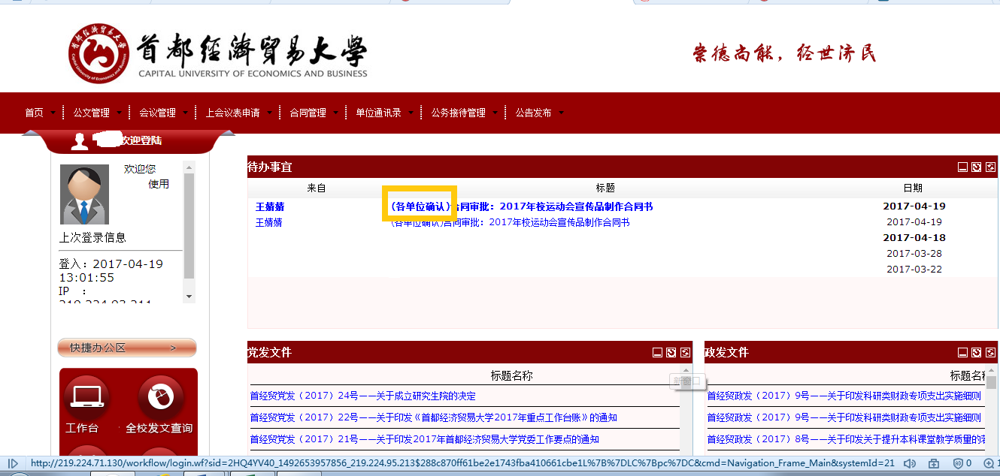 首都經濟貿易大學
CAPITAL UNIVERSITY OF ECONOMICS AND BUSINESS
崇德尚能，经世济民
首页 公文管理 会议管理 上会议表申请 合同管理 单位通讯录 公务接待管理 公告发布
欢迎登陆
欢迎您
使用
上次登录信息
登入：2017-04-19
13:01:55
IP ：
快捷办公区 >
工作台 全校发文查询
待办事宜
来自 标题 日期
王婧婧 (各单位确认)合同审批：2017年校运动会宣传品制作合同书 2017-04-19
王婧婧 (各单位确认)合同审批：2017年校运动会宣传品制作合同书 2017-04-19
2017-04-18
2017-03-28
2017-03-22
党发文件
标题名称
新窗口
首经贸党发（2017）24号——关于成立研究生院的决定
首经贸党发（2017）22号——关于印发《首都经济贸易大学2017年重点工作台账》的通知
首经贸党发（2017）21号——关于印发2017年首都经济贸易大学党委工作要点的通知
政发文件
标题名称
首经贸政发（2017）9号——关于印发科研类财政专项支出实施细则
首经贸政发（2017）9号——关于印发科研类财政专项支出实施细则
首经贸政发（2017）8号——关于印发关于提升本科课堂教学质量的若
http://219.224.71.130/workflow/login.wf?sid=2HQ4YV40_1492653957856_219.224.95.213$288c870ff61be2e1743fba410661cbe1L%7B%7DLC%7Bpc%7DC&cmd=Navigation_Frame_Main&systemId=21 0 1